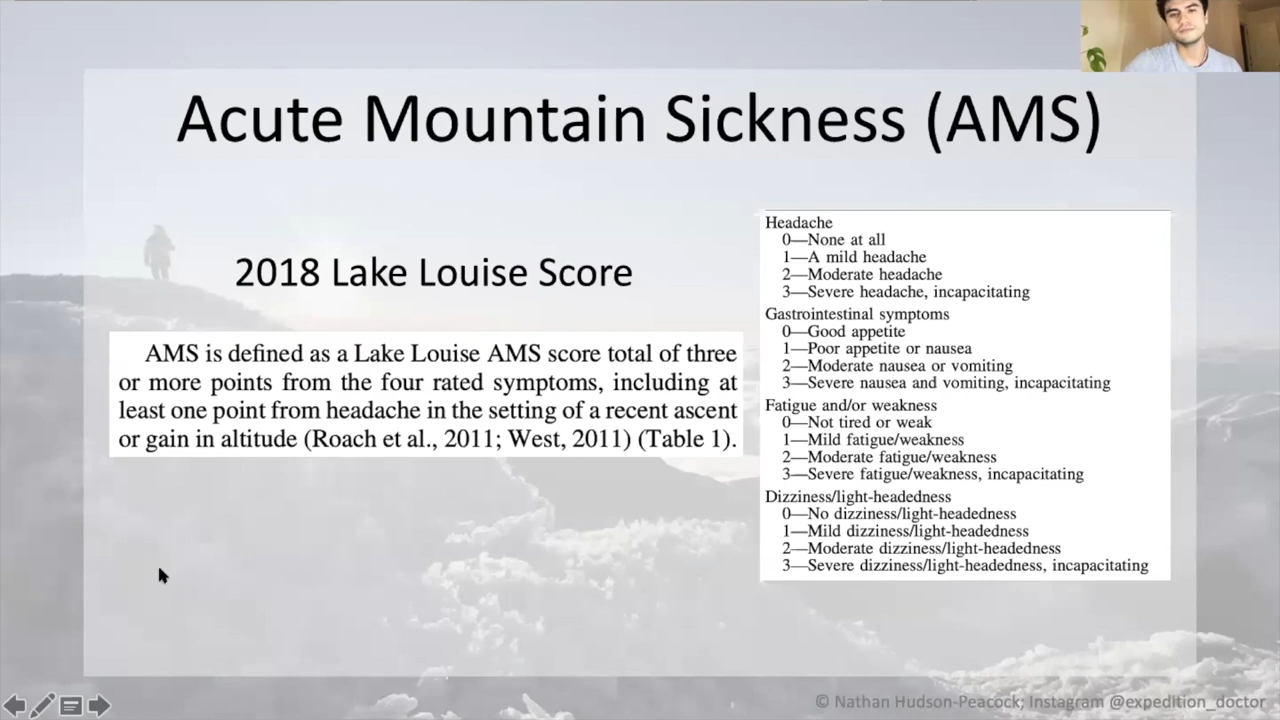 Acute Mountain Sickness (AMS)
2018 Lake Louise Score
AMS is defined as a Lake Louise AMS score total of three
or more points from the four rated symptoms, including at
least one point from headache in the setting of a recent ascent
or gain in altitude (Roach et al., 2011; West, 2011) (Table 1).
Headache
0—None at all
1—A mild headache
2—Moderate headache
3—Severe headache, incapacitating
Gastrointestinal symptoms
0—Good appetite
1—Poor appetite or nausea
2—Moderate nausea or vomiting
3—Severe nausea and vomiting, incapacitating
Fatigue and/or weakness
0—Not tired or weak
1—Mild fatigue/weakness
2—Moderate fatigue/weakness
3—Severe fatigue/weakness, incapacitating
Dizziness/light-headedness
0—No dizziness/light-headedness
1—Mild dizziness/light-headedness
2—Moderate dizziness/light-headedness
3—Severe dizziness/light-headedness, incapacitating
© Nathan Hudson-Peacock; Instagram @expedition_doctor